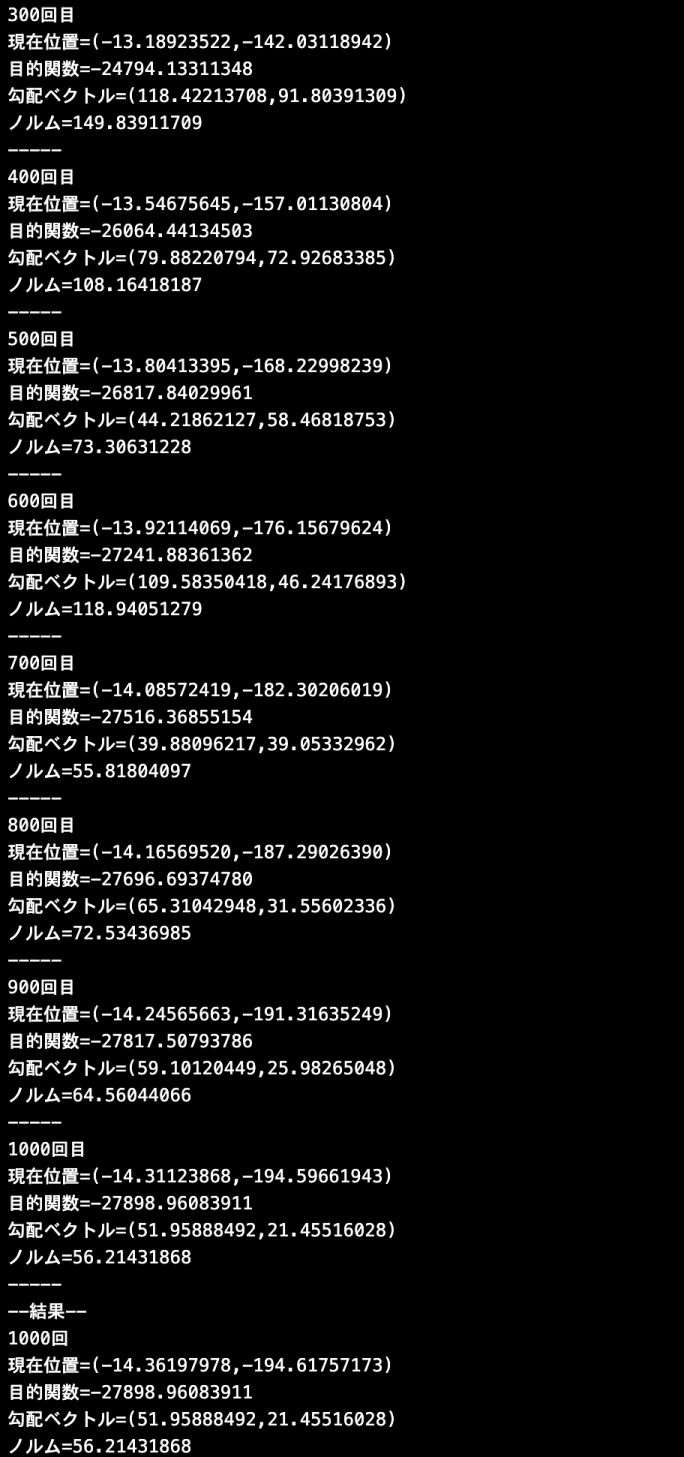 300回目
現在位置=(-13.18923522,-142.03118942)
目的関数=-24794.13311348
勾配ベクトル=(118.42213708,91.80391309)
ノルム=149.83911709
-----
400回目
現在位置=(-13.54675645,-157.01130804)
目的関数=-26064.44134503
勾配ベクトル=(79.88220794,72.92683385)
ノルム=108.16418187
-----
500回目
現在位置=(-13.80413395,-168.22998239)
目的関数=-26817.84029961
勾配ベクトル=(44.21862127,58.46818753)
ノルム=73.30631228
-----
600回目
現在位置=(-13.92114069,-176.15679624)
目的関数=-27241.88361362
勾配ベクトル=(109.58350418,46.24176893)
ノルム=118.94051279
-----
700回目
現在位置=(-14.08572419,-182.30206019)
目的関数=-27516.36855154
勾配ベクトル=(39.88096217,39.05332962)
ノルム=55.81804097
-----
800回目
現在位置=(-14.16569520,-187.29026390)
目的関数=-27696.69374780
勾配ベクトル=(65.31042948,31.55602336)
ノルム=72.53436985
-----
900回目
現在位置=(-14.24565663,-191.31635249)
目的関数=-27817.50793786
勾配ベクトル=(59.10120449,25.98265048)
ノルム=64.56044066
-----
1000回目
現在位置=(-14.31123868,-194.59661943)
目的関数=-27898.96083911
勾配ベクトル=(51.95888492,21.45516028)
ノルム=56.21431868
-----
--結果--
1000回
現在位置=(-14.36197978,-194.61757173)
目的関数=-27898.96083911
勾配ベクトル=(51.95888492,21.45516028)
ノルム=56.21431868